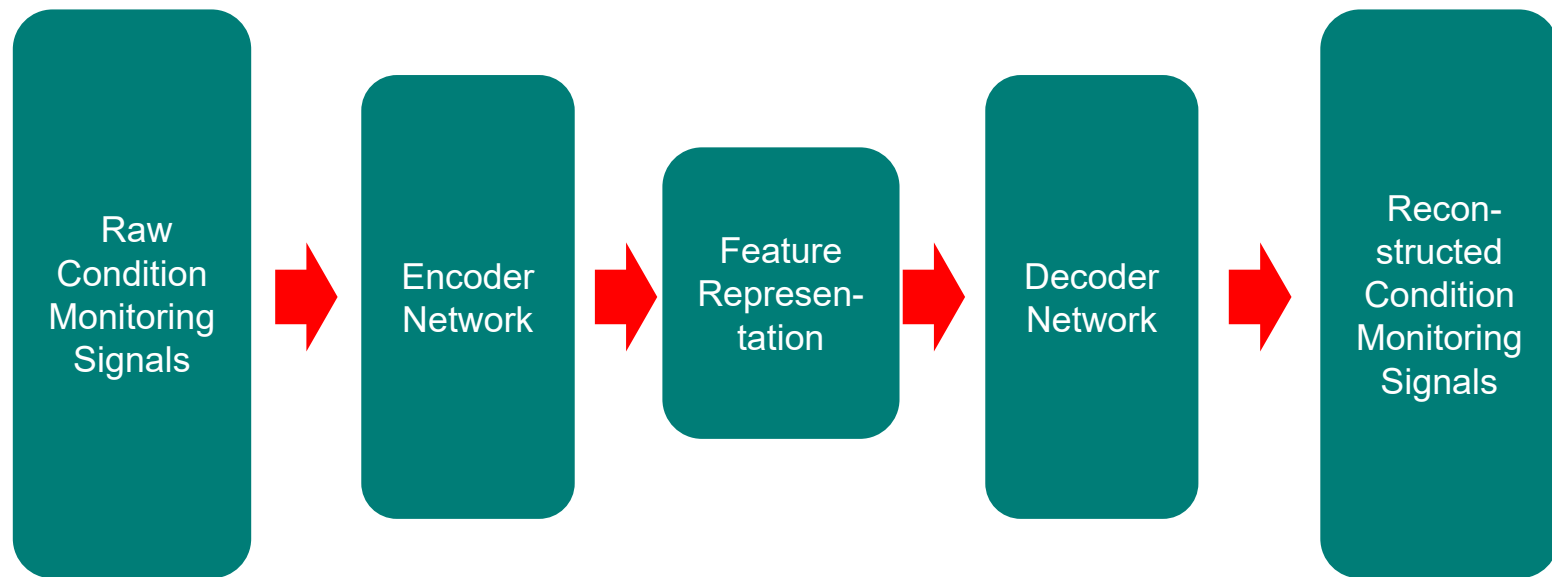 Raw
Condition
Monitoring
Signals
Encoder
Network
Feature
Represen-
tation
Decoder
Network
Recon-
structed
Condition
Monitoring
Signals